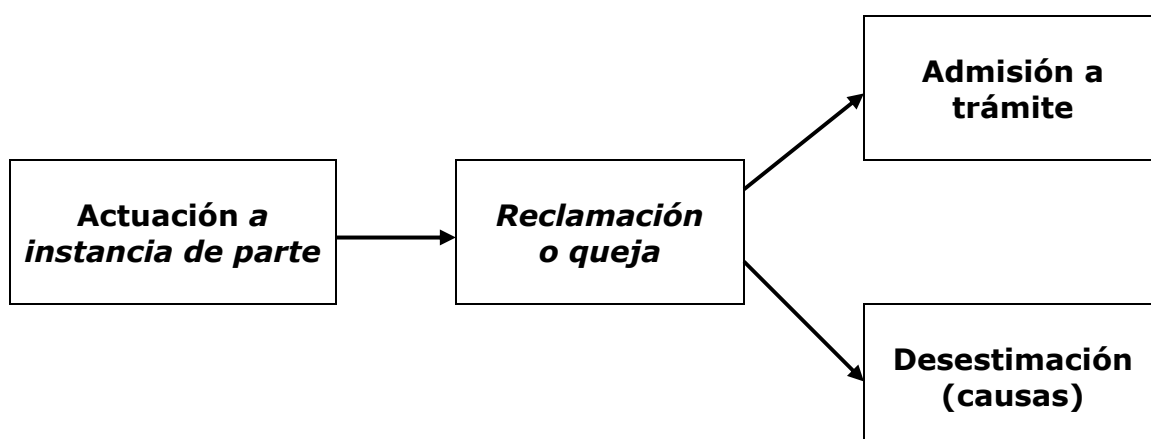 Actuación a
instancia de parte
Reclamación
o queja
Admisión a
trámite
Desestimación
(causas)